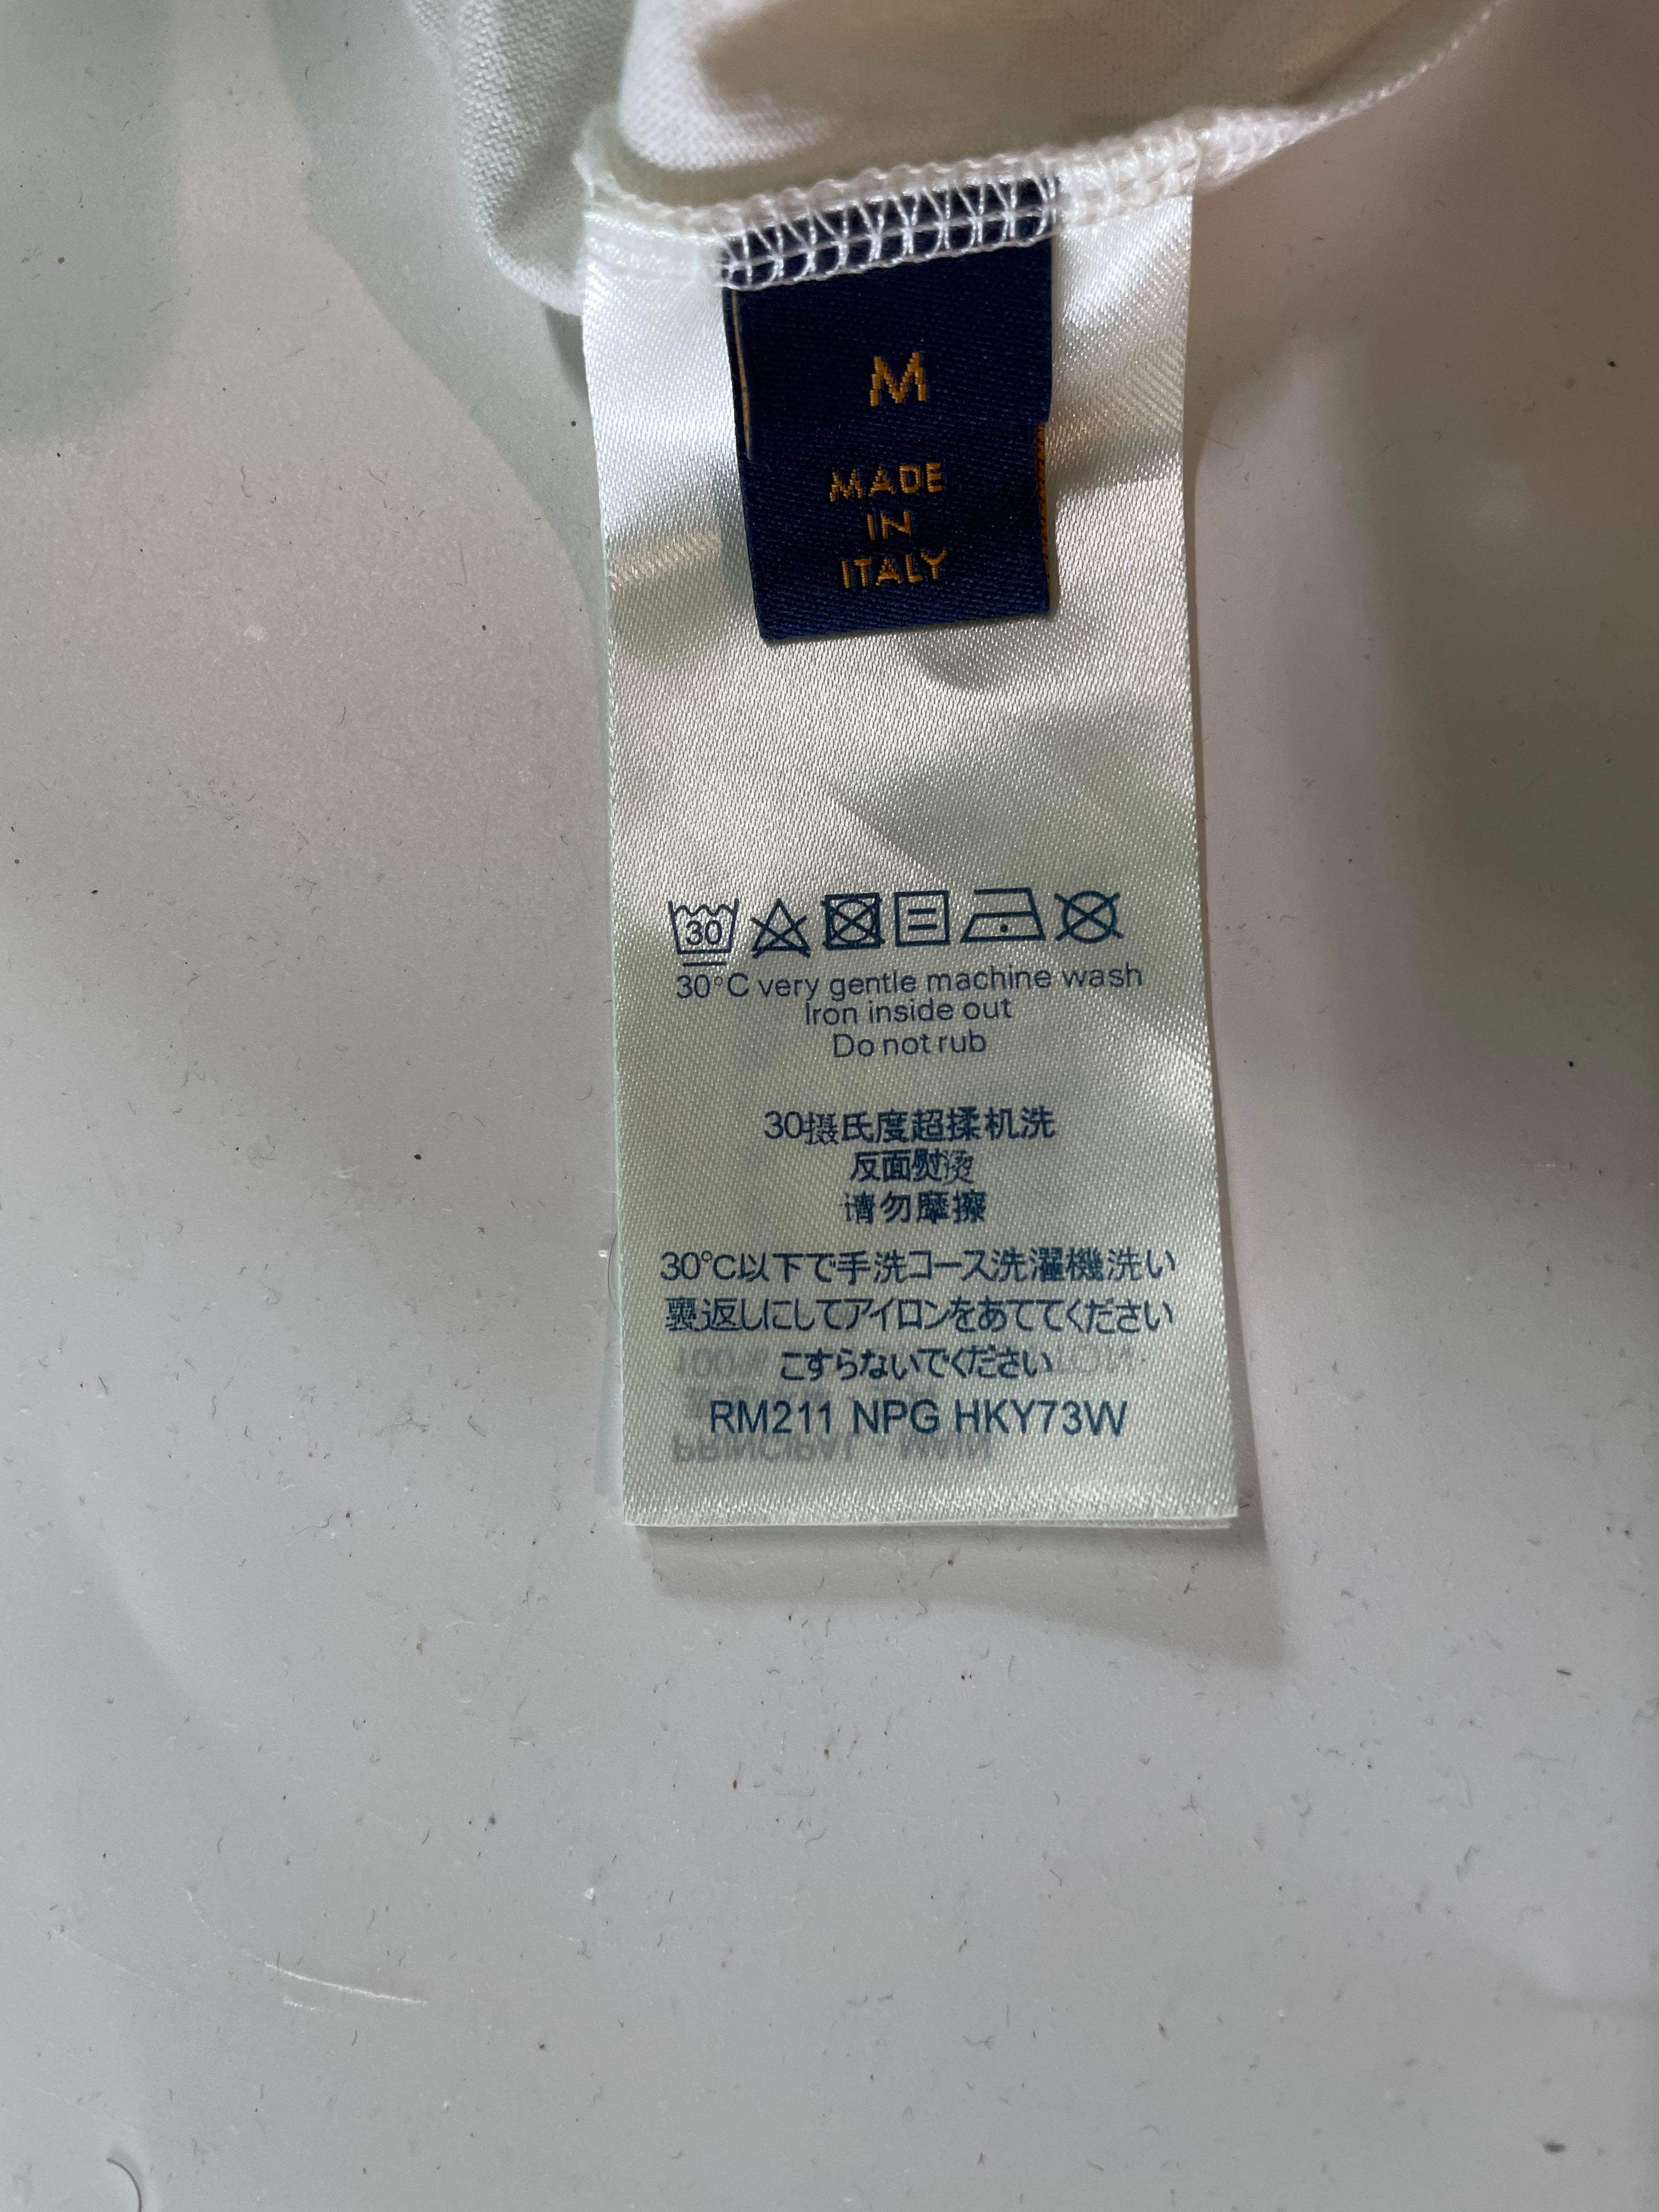 M
MADE
IN
ITALY
30
30°C very gentle machine wash
Iron inside out
Do not rub
30摄氏度超揉机洗
反面熨烫
请勿摩擦
30℃以下で手洗コース洗濯機洗い
裏返しにしてアイロンをあててください
こすらないでください
RM211 NPG HKY73W